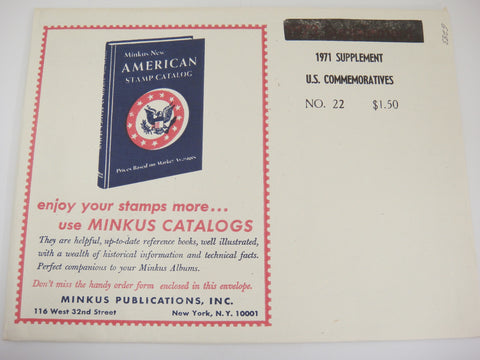 Minkus New
AMERICAN
STAMP CATALOG
Prices Based on Market Averages
enjoy your stamps more...
use MINKUS CATALOGS
They are helpful, up-to-date reference books, well illustrated,
with a wealth of historical information and technical facts.
Perfect companions to your Minkus Albums.
Don't miss the handy order form enclosed in this envelope.
MINKUS PUBLICATIONS, INC.
116 West 32nd Street New York, N.Y. 10001
1971 SUPPLEMENT
U.S. COMMEMORATIVES
NO. 22 $1.50